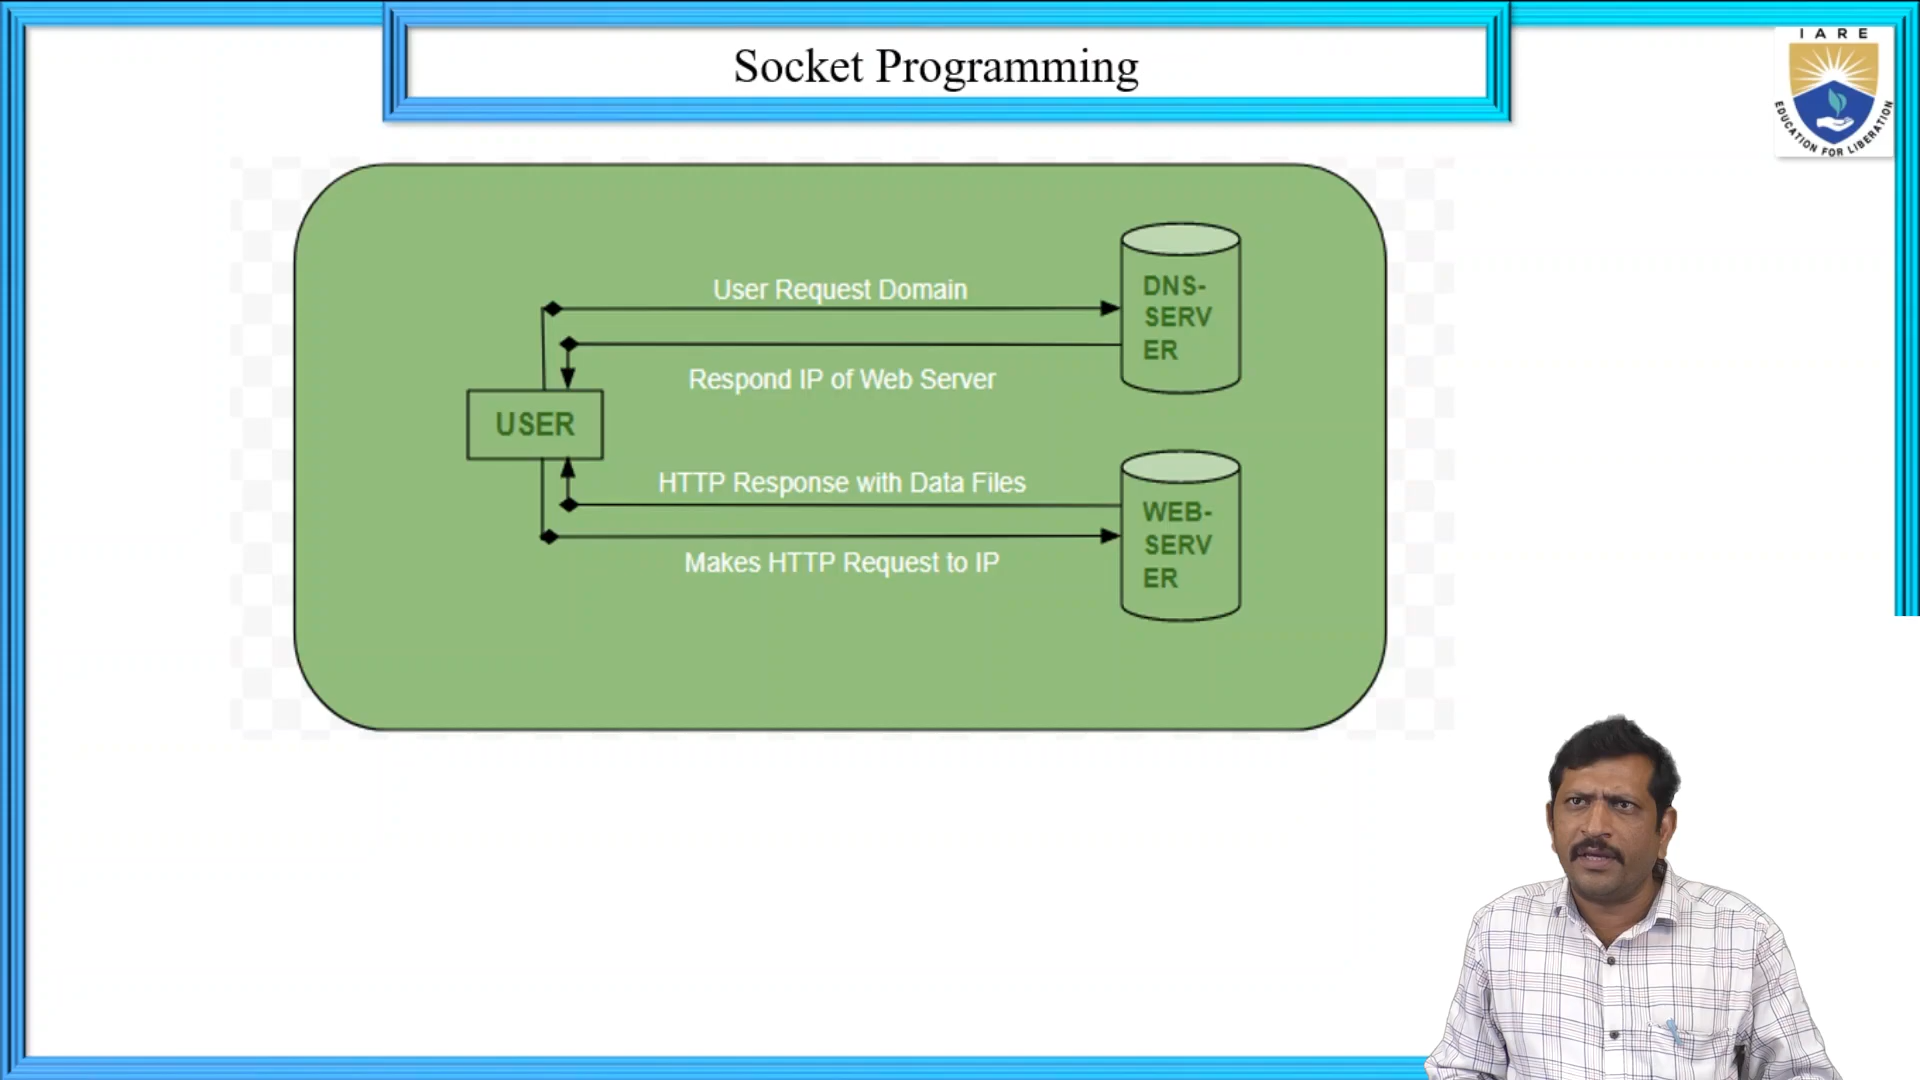 Socket Programming
IARE
EDUCATION FOR LIBERATION
User Request Domain
DNS-
SERV
ER
Respond IP of Web Server
USER
HTTP Response with Data Files
WEB-
SERV
ER
Makes HTTP Request to IP